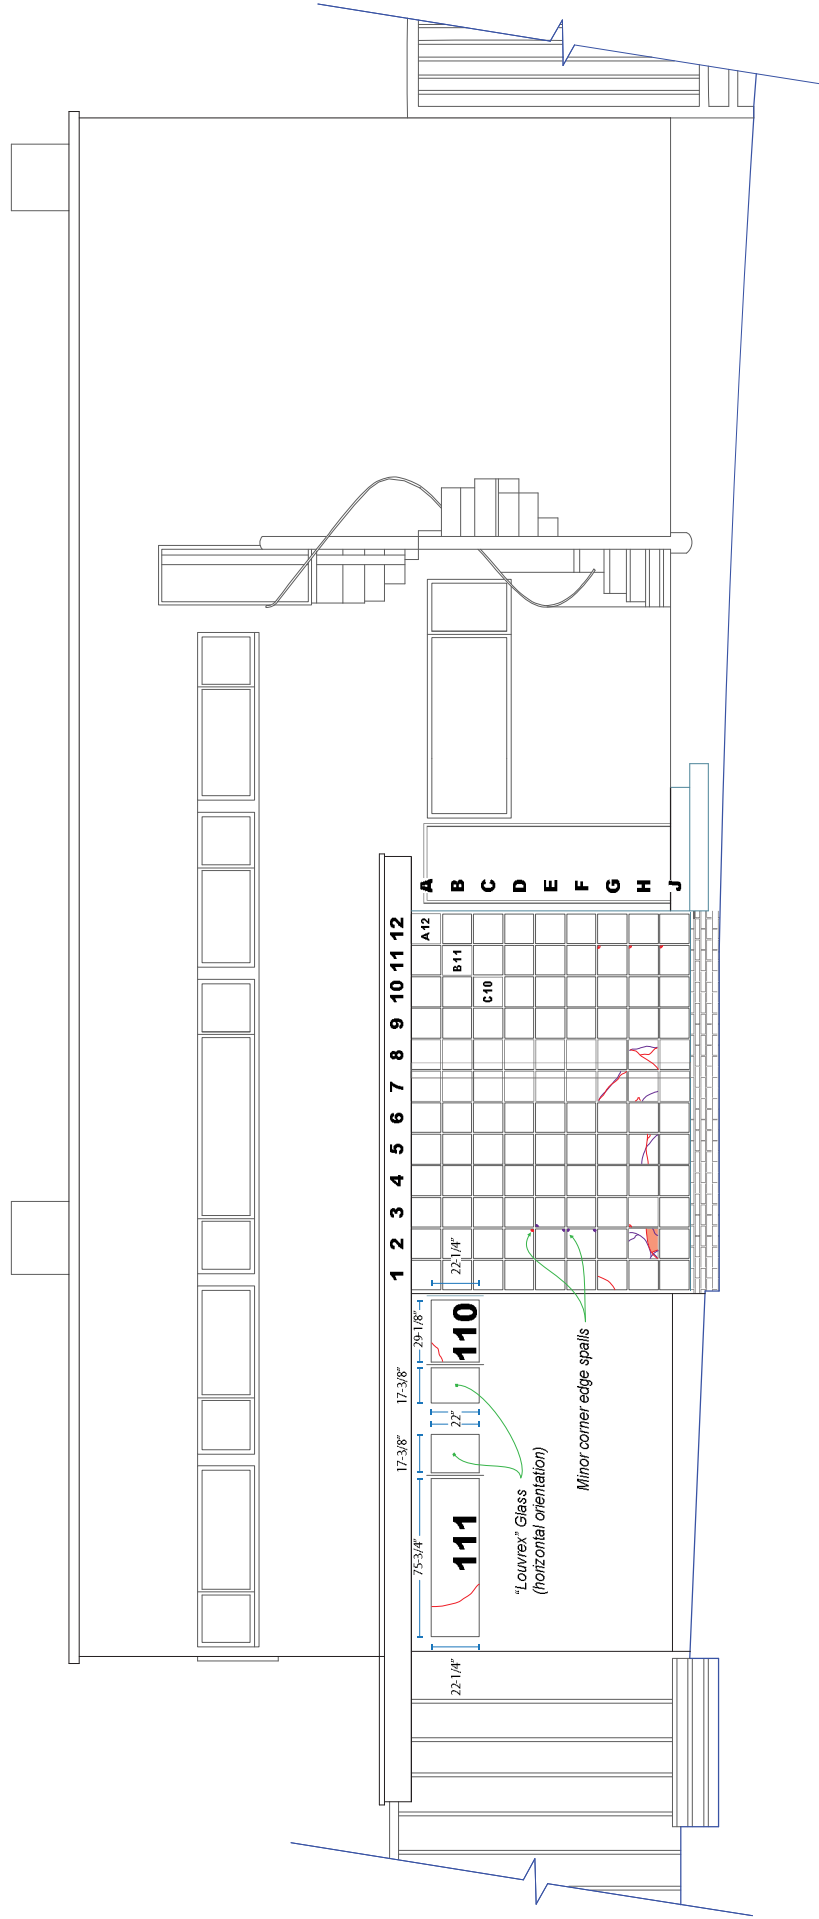 1 2 3 4 5 6 7 8 9 10 11 12
A
B
C
D
E
F
G
H
J
A12
B11
C10
75-3/4”
17-3/8”
17-3/8”
29-1/8”
22-1/4”
22”
22-1/4”
111
110
“Louvrex” Glass
(horizontal orientation)
Minor corner edge spalls